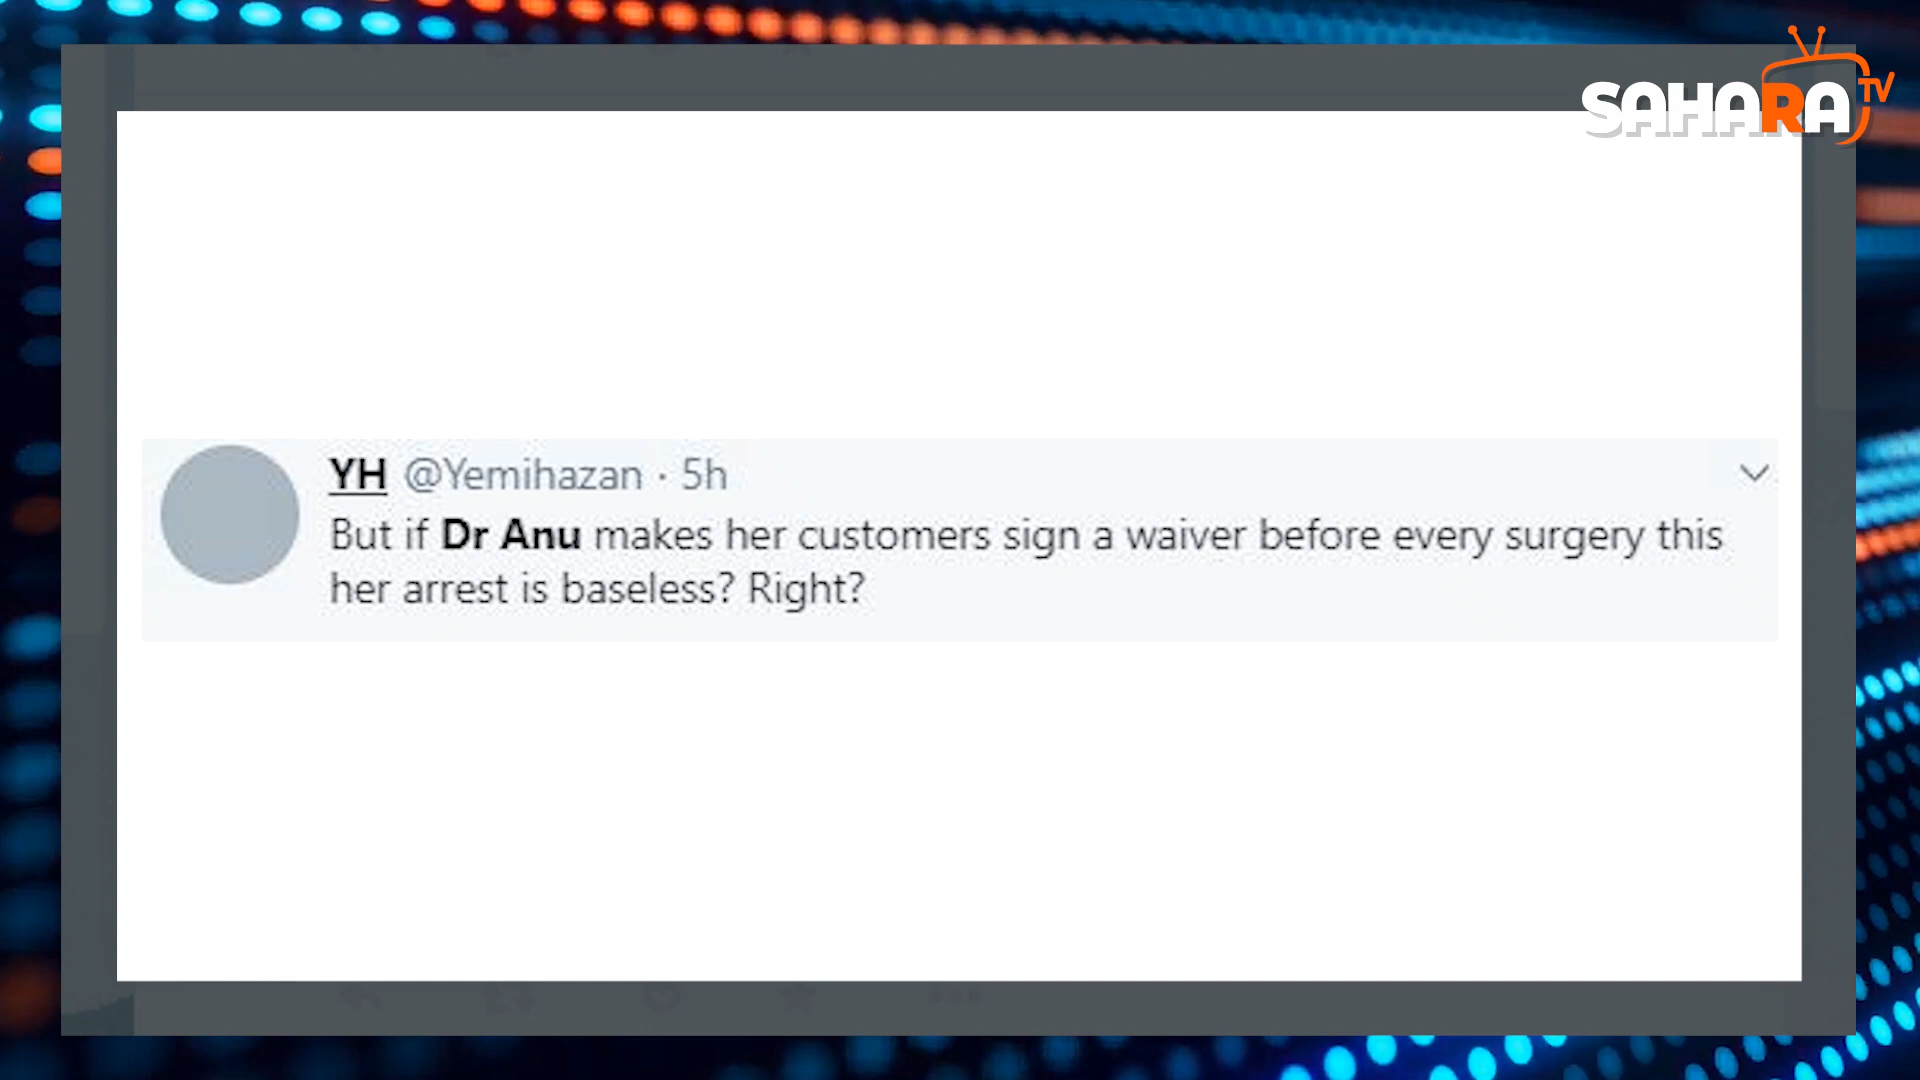 SAHARA TV
YH @Yemihazan · 5h
But if Dr Anu makes her customers sign a waiver before every surgery this
her arrest is baseless? Right?